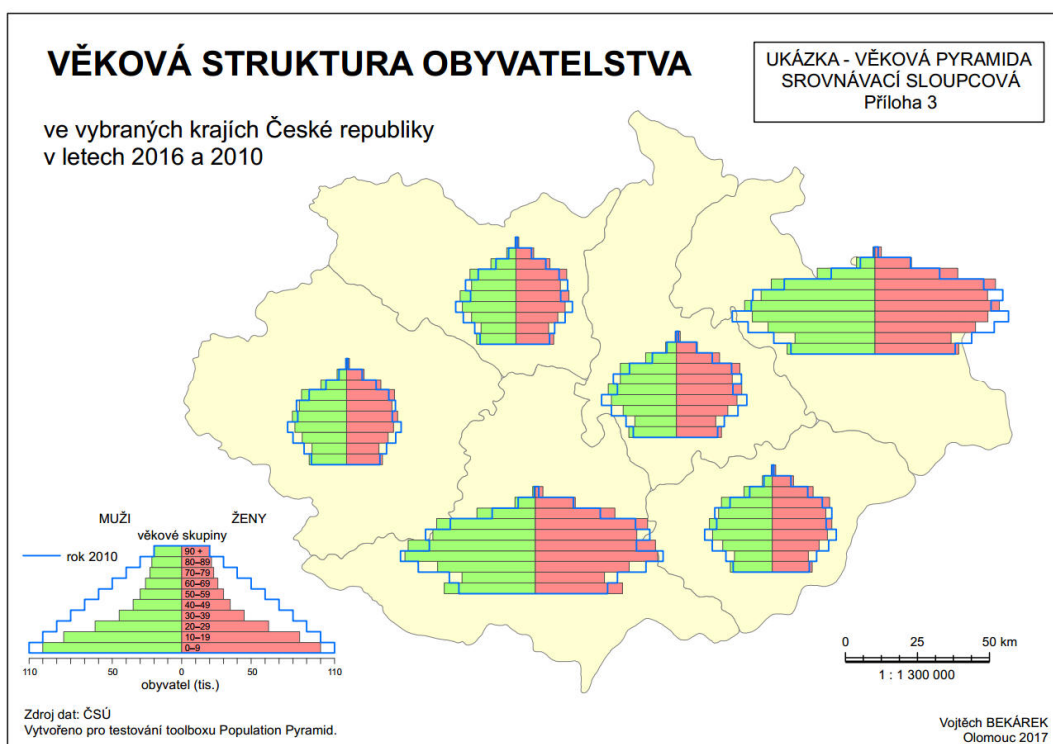 VĚKOVÁ STRUKTURA OBYVATELSTVA
ve vybraných krajích České republiky
v letech 2016 a 2010
UKÁZKA - VĚKOVÁ PYRAMIDA
SROVNÁVACÍ SLOUPCOVÁ
Příloha 3
MUŽI ŽENY
věkové skupiny
rok 2010
90 +
80–89
70–79
60–69
50–59
40–49
30–39
20–29
10–19
0–9
110 50 0 50 110
obyvatel (tis.)
0 25 50 km
1 : 1 300 000
Zdroj dat: ČSÚ
Vytvořeno pro testování toolboxu Population Pyramid.
Vojtěch BEKÁREK
Olomouc 2017